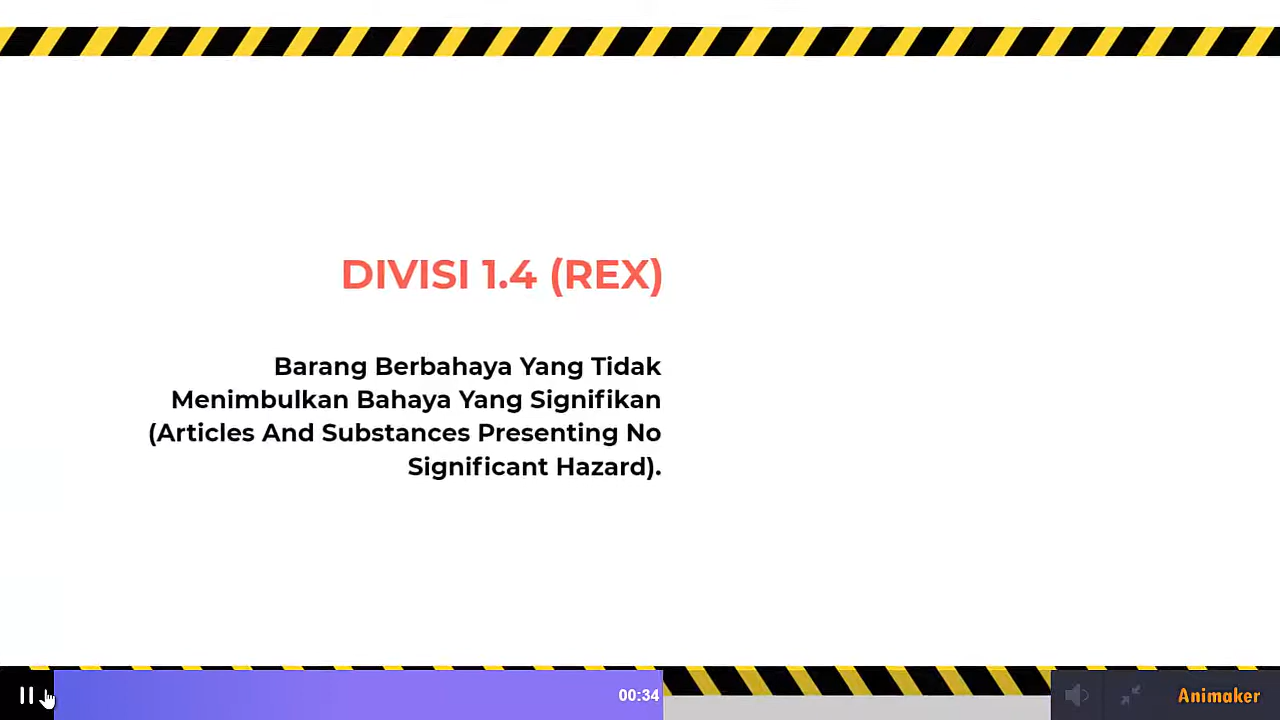 DIVISI 1.4 (REX)
Barang Berbahaya Yang Tidak
Menimbulkan Bahaya Yang Signifikan
(Articles And Substances Presenting No
Significant Hazard).
00:34
Animaker